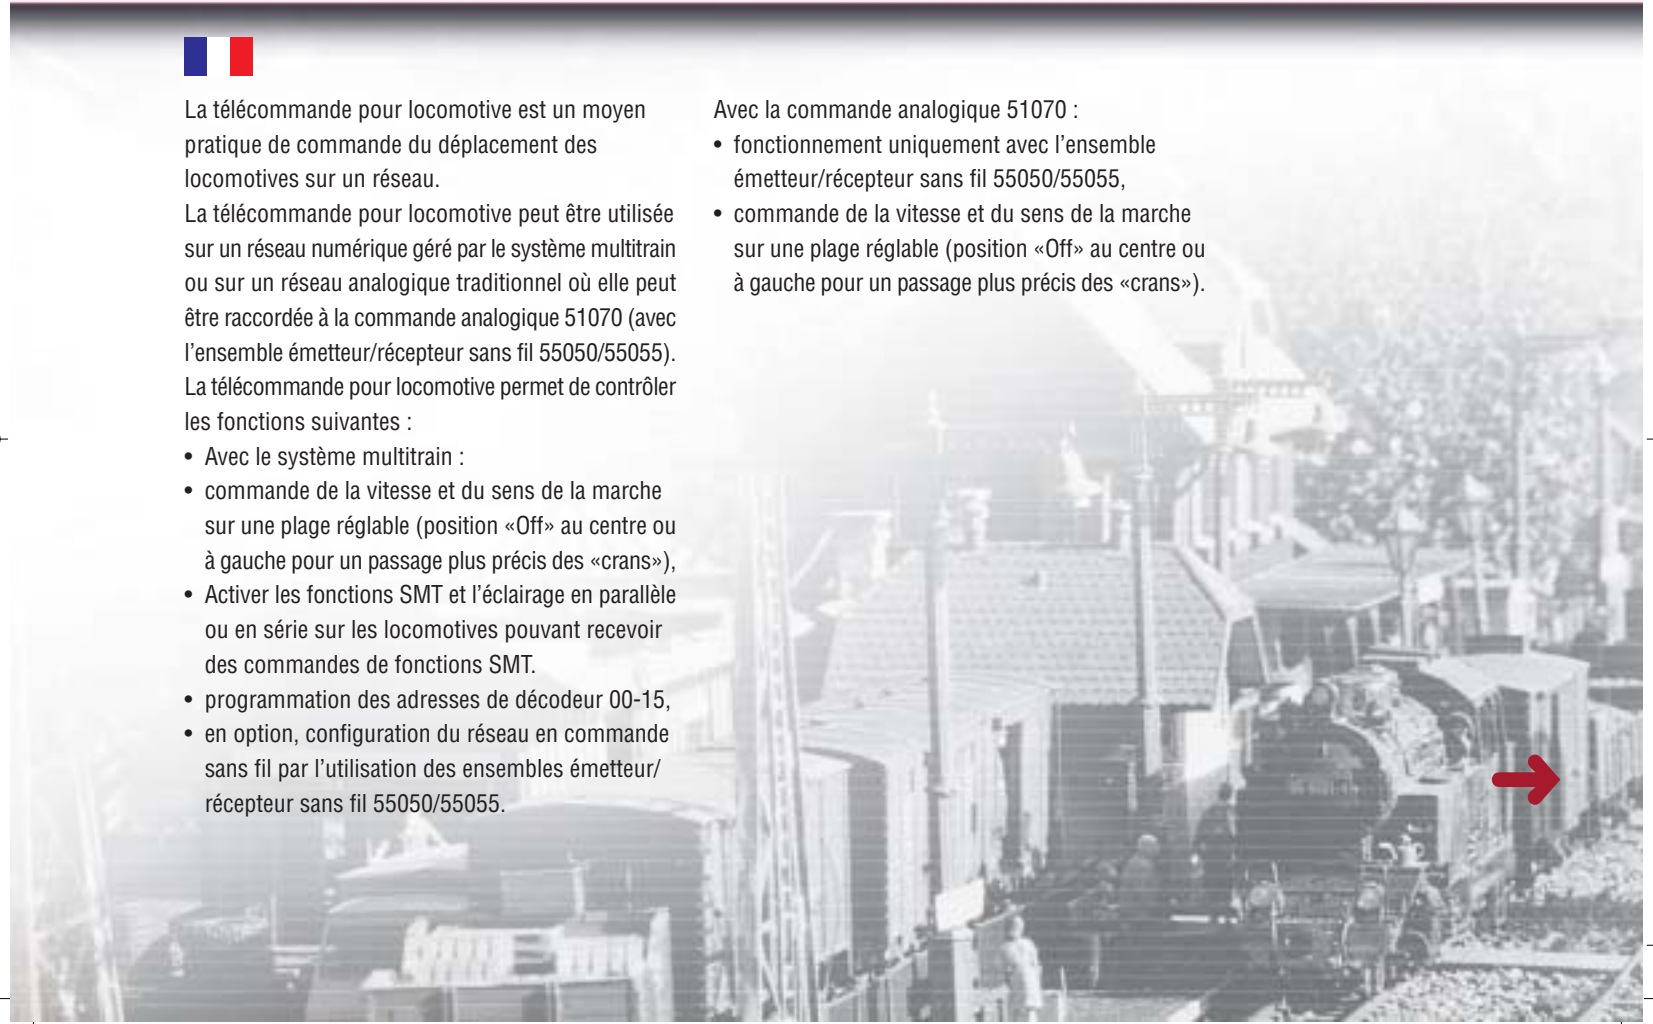 La télécommande pour locomotive est un moyen
pratique de commande du déplacement des
locomotives sur un réseau.
La télécommande pour locomotive peut être utilisée
sur un réseau numérique géré par le système multitrain
ou sur un réseau analogique traditionnel où elle peut
être raccordée à la commande analogique 51070 (avec
l’ensemble émetteur/récepteur sans fil 55050/55055).
La télécommande pour locomotive permet de contrôler
les fonctions suivantes :
• Avec le système multitrain :
• commande de la vitesse et du sens de la marche
sur une plage réglable (position «Off» au centre ou
à gauche pour un passage plus précis des «crans»),
• Activer les fonctions SMT et l’éclairage en parallèle
ou en série sur les locomotives pouvant recevoir
des commandes de fonctions SMT.
• programmation des adresses de décodeur 00-15,
• en option, configuration du réseau en commande
sans fil par l’utilisation des ensembles émetteur/
récepteur sans fil 55050/55055.
Avec la commande analogique 51070 :
• fonctionnement uniquement avec l’ensemble
émetteur/récepteur sans fil 55050/55055,
• commande de la vitesse et du sens de la marche
sur une plage réglable (position «Off» au centre ou
à gauche pour un passage plus précis des «crans»).